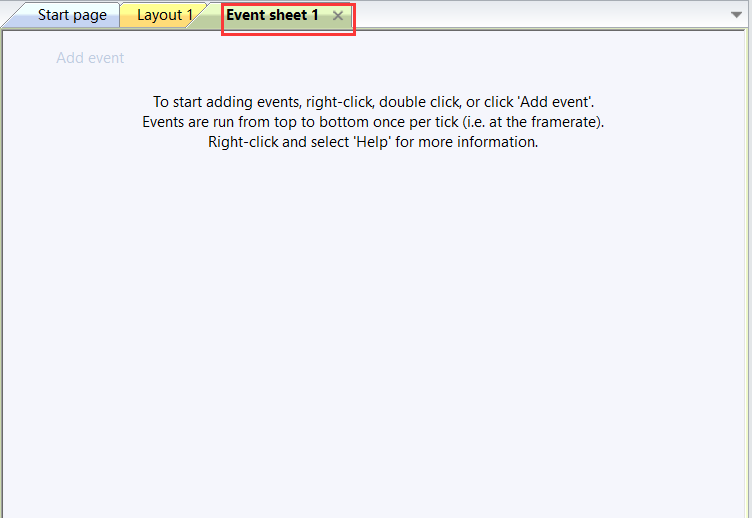 Start page
Layout 1
Event sheet 1
Add event
To start adding events, right-click, double click, or click 'Add event'.
Events are run from top to bottom once per tick (i.e. at the framerate).
Right-click and select 'Help' for more information.